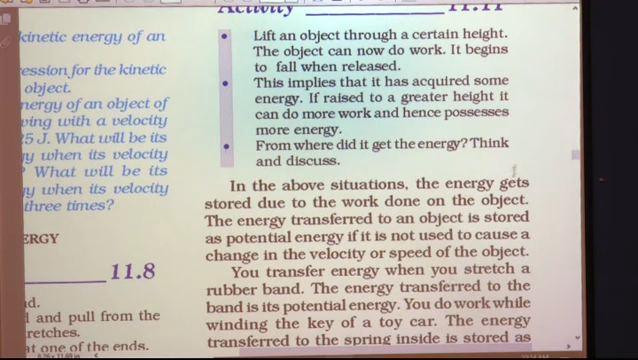 Activity 11.11
kinetic energy of an
ession for the kinetic
object.
nergy of an object of
ving with a velocity
5 J. What will be its
y when its velocity
? What will be its
y when its velocity
three times?
ERGY
11.8
d.
and pull from the
retches.
at one of the ends.
• Lift an object through a certain height.
The object can now do work. It begins
to fall when released.
• This implies that it has acquired some
energy. If raised to a greater height it
can do more work and hence possesses
more energy.
• From where did it get the energy? Think
and discuss.
In the above situations, the energy gets
stored due to the work done on the object.
The energy transferred to an object is stored
as potential energy if it is not used to cause a
change in the velocity or speed of the object.
You transfer energy when you stretch a
rubber band. The energy transferred to the
band is its potential energy. You do work while
winding the key of a toy car. The energy
transferred to the spring inside is stored as